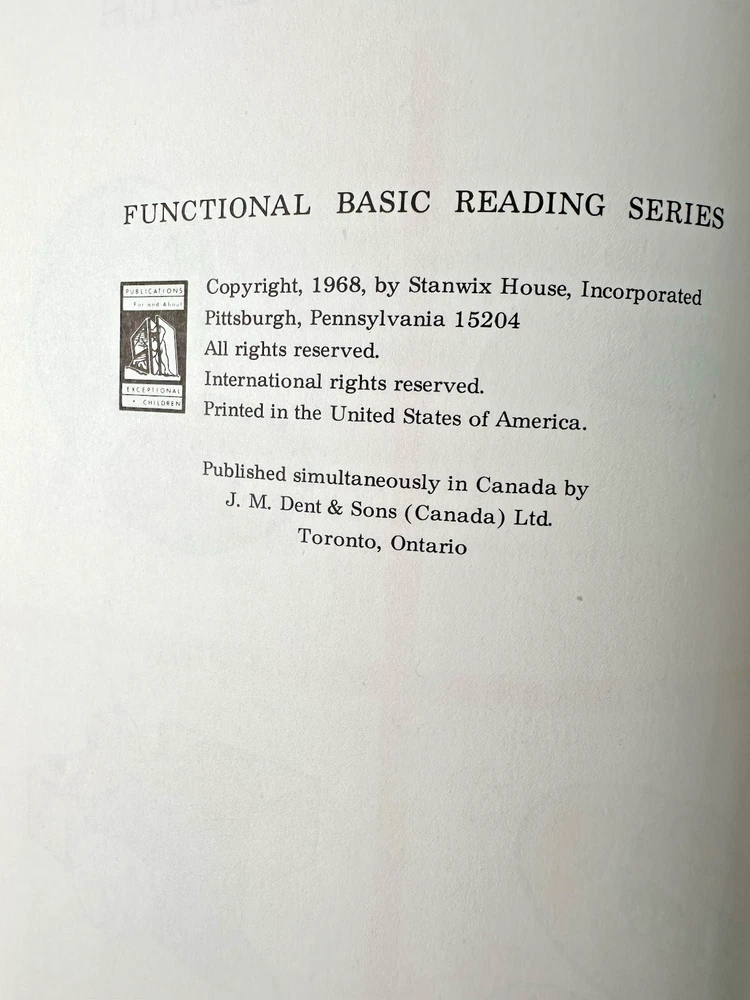 FUNCTIONAL BASIC READING SERIES
PUBLICATIONS
For and About
EXCEPTIONAL
CHILDREN
Copyright, 1968, by Stanwix House, Incorporated
Pittsburgh, Pennsylvania 15204
All rights reserved.
International rights reserved.
Printed in the United States of America.
Published simultaneously in Canada by
J. M. Dent & Sons (Canada) Ltd.
Toronto, Ontario